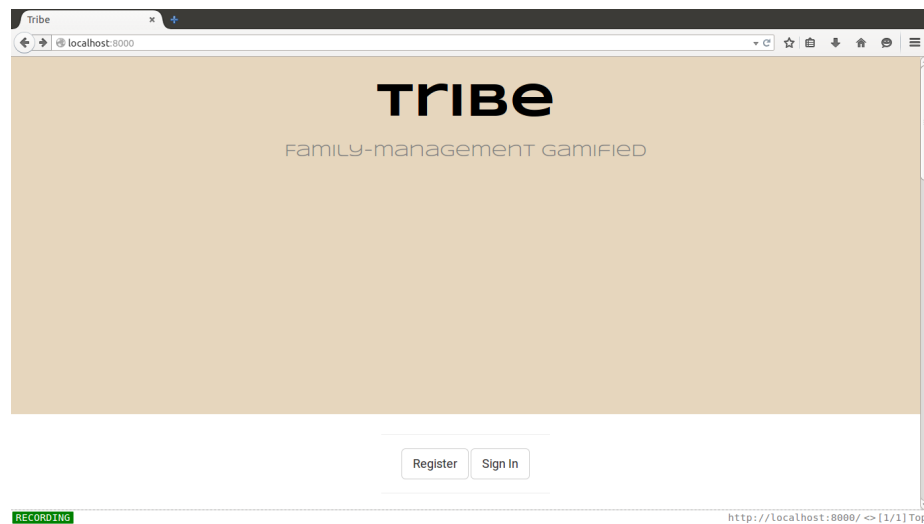 Tribe
localhost:8000
TriBe
Family-management Gamified
Register Sign In
RECORDING http://localhost:8000/ <> [1/1] Top